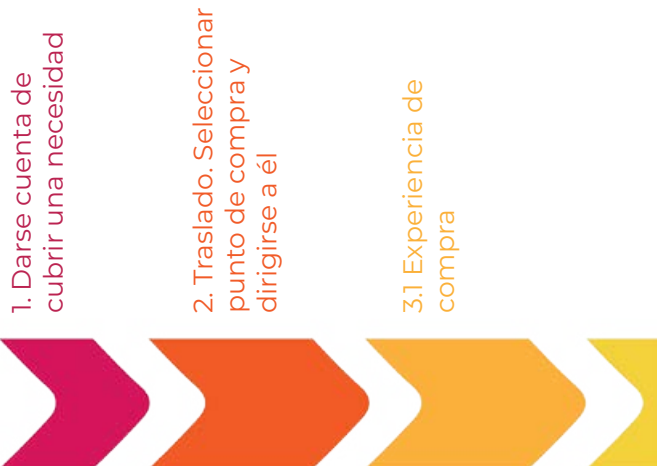 1. Darse cuenta de
cubrir una necesidad
2. Traslado. Seleccionar
punto de compra y
dirigirse a él
3.1 Experiencia de
compra